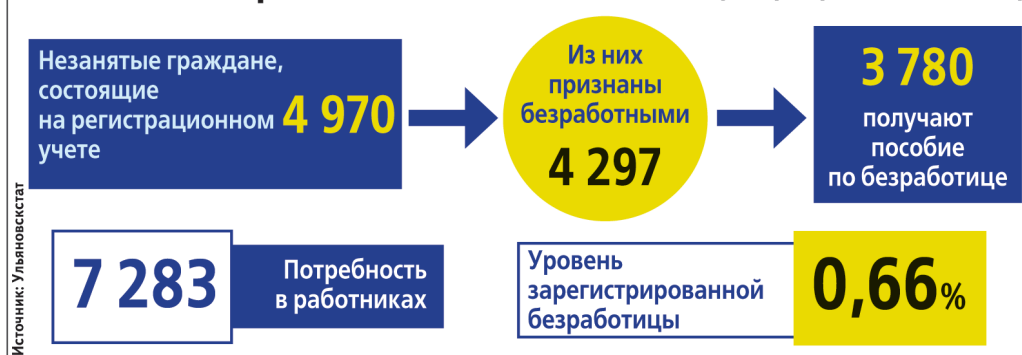 Незанятые граждане,
состоящие
на регистрационном 4 970
учете
Из них
признаны
безработными
4 297
3 780
получают
пособие
по безработице
7 283
Потребность
в работниках
Уровень
зарегистрированной
безработицы
0,66%
Источник: Ульяновскстат